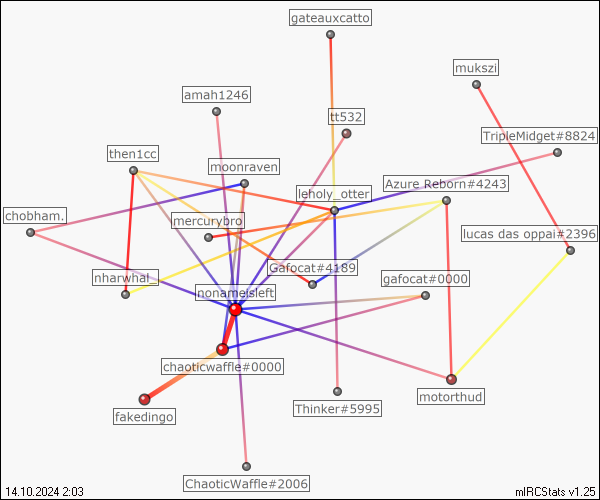 gateauxcatto
mukszi
amah1246
tt532
TripleMidget#8824
then1cc
moonraven
Azure_Reborn#4243
leholy_otter
chobham.
mercurybro
lucas das oppai#2396
Gafocat#4189
nharwhal_
gafocat#0000
nonameisleft
chaoticwaffle#0000
motorthud
Thinker#5995
fakedingo
ChaoticWaffle#2006
14.10.2024 2:03
mIRCStats v1.25